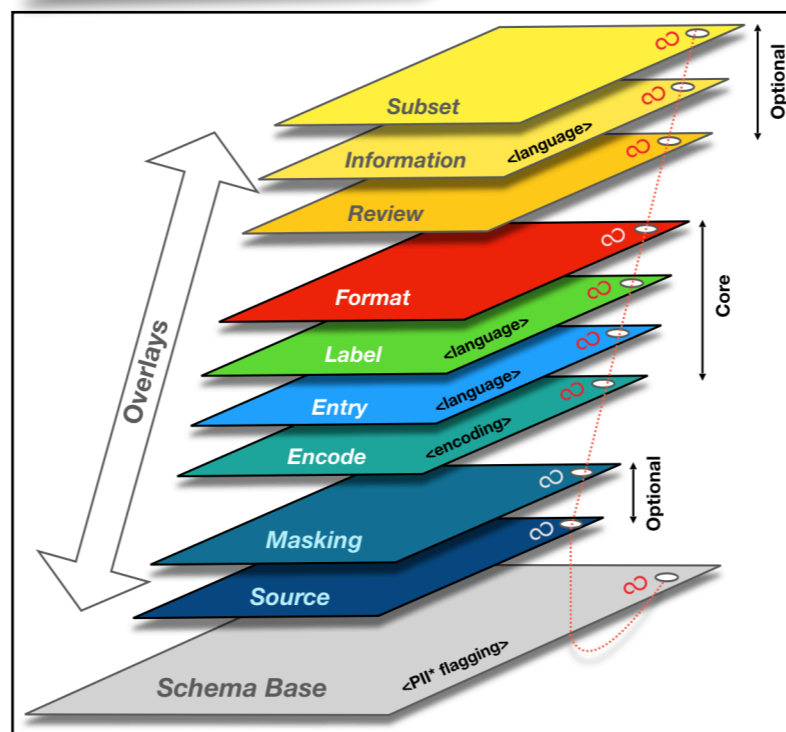 Subset
Optional
Information <language>
Review
Format
Core
Label <language>
Entry <language>
Encode <encoding>
Overlays
Masking
Optional
Source
Schema Base <PII* flagging>